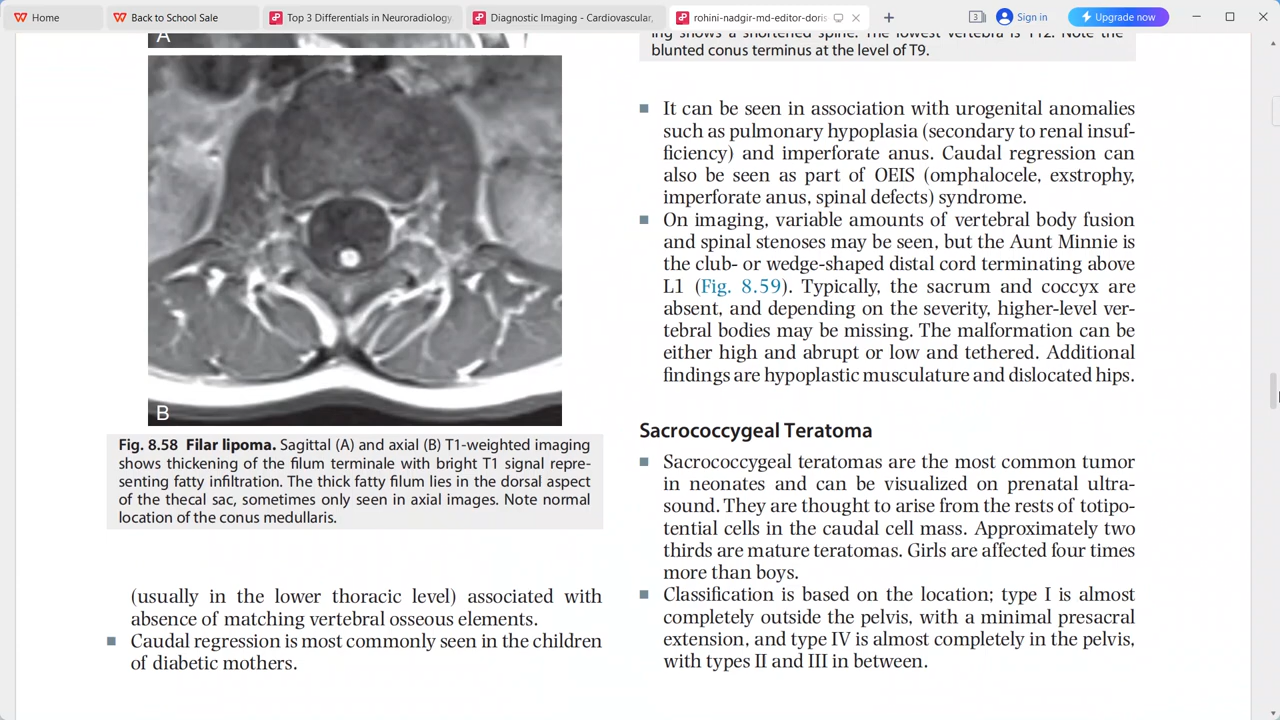 Home
Back to School Sale
Top 3 Differentials in Neuroradiology
Diagnostic Imaging - Cardiovascular,
rohini-nadgir-md-editor-doris
3
Sign in
Upgrade now
A
B
Fig. 8.58 Filar lipoma. Sagittal (A) and axial (B) T1-weighted imaging
shows thickening of the filum terminale with bright T1 signal repre-
senting fatty infiltration. The thick fatty filum lies in the dorsal aspect
of the thecal sac, sometimes only seen in axial images. Note normal
location of the conus medullaris.
(usually in the lower thoracic level) associated with
absence of matching vertebral osseous elements.
■ Caudal regression is most commonly seen in the children
of diabetic mothers.
ing shows a shortened spine. The lowest vertebra is T12. Note the
blunted conus terminus at the level of T9.
■ It can be seen in association with urogenital anomalies
such as pulmonary hypoplasia (secondary to renal insuf-
ficiency) and imperforate anus. Caudal regression can
also be seen as part of OEIS (omphalocele, exstrophy,
imperforate anus, spinal defects) syndrome.
■ On imaging, variable amounts of vertebral body fusion
and spinal stenoses may be seen, but the Aunt Minnie is
the club- or wedge-shaped distal cord terminating above
L1 (Fig. 8.59). Typically, the sacrum and coccyx are
absent, and depending on the severity, higher-level ver-
tebral bodies may be missing. The malformation can be
either high and abrupt or low and tethered. Additional
findings are hypoplastic musculature and dislocated hips.
Sacrococcygeal Teratoma
■ Sacrococcygeal teratomas are the most common tumor
in neonates and can be visualized on prenatal ultra-
sound. They are thought to arise from the rests of totipo-
tential cells in the caudal cell mass. Approximately two
thirds are mature teratomas. Girls are affected four times
more than boys.
■ Classification is based on the location; type I is almost
completely outside the pelvis, with a minimal presacral
extension, and type IV is almost completely in the pelvis,
with types II and III in between.